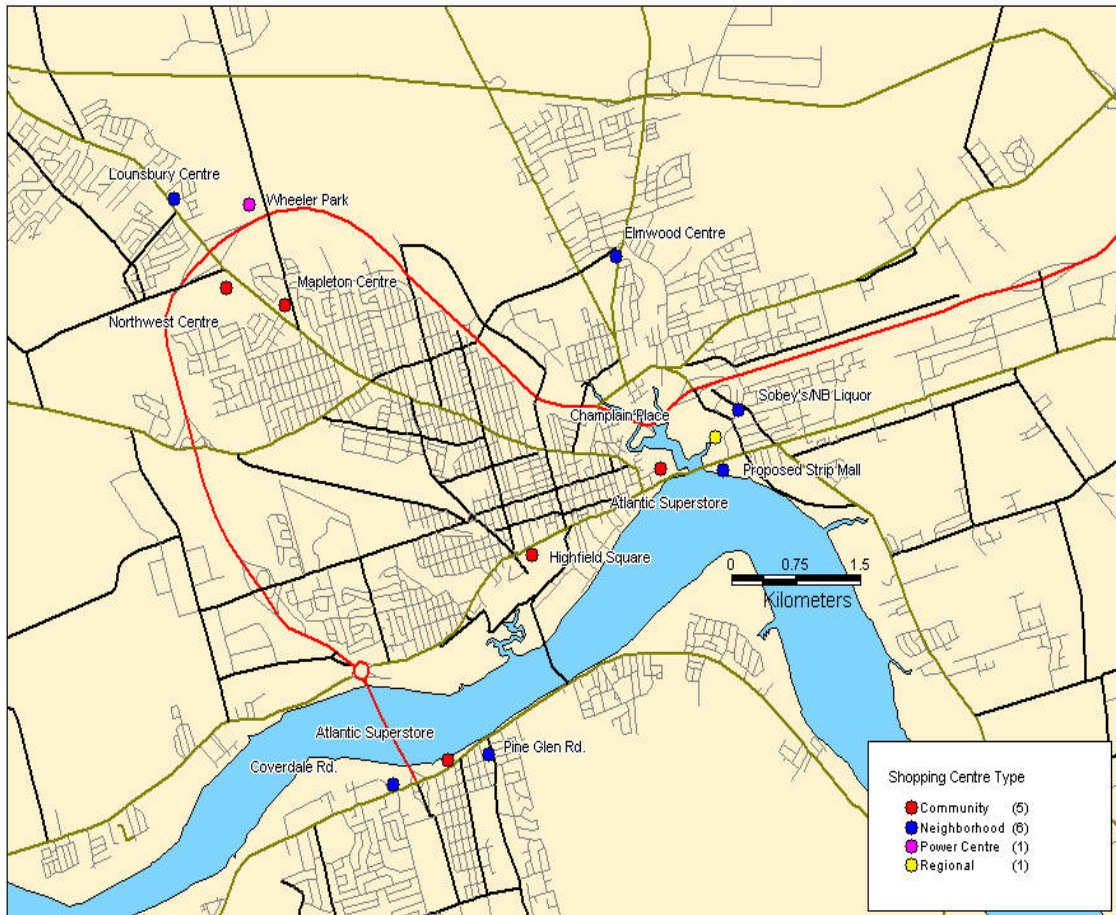 Lounsbury Centre
Wheeler Park
Elmwood Centre
Mapleton Centre
Northwest Centre
Champlain Place
Sobey's/NB Liquor
Proposed Strip Mall
Atlantic Superstore
Highfield Square
0 0.75 1.5
Kilometers
Atlantic Superstore
Pine Glen Rd.
Coverdale Rd.
Shopping Centre Type
Community (5)
Neighborhood (6)
Power Centre (1)
Regional (1)